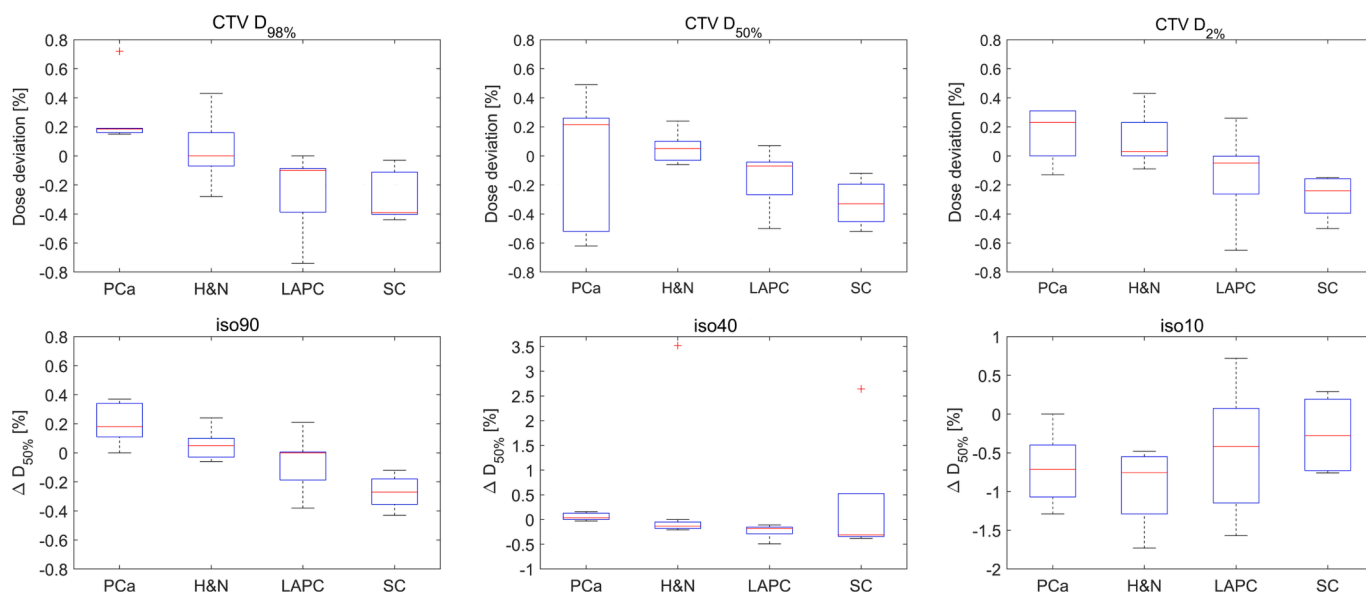 CTV D98%
Dose deviation [%]
0.8
0.6
0.4
0.2
0
-0.2
-0.4
-0.6
-0.8
PCa H&N LAPC SC
CTV D50%
Dose deviation [%]
0.8
0.6
0.4
0.2
0
-0.2
-0.4
-0.6
-0.8
PCa H&N LAPC SC
CTV D2%
Dose deviation [%]
0.8
0.6
0.4
0.2
0
-0.2
-0.4
-0.6
-0.8
PCa H&N LAPC SC
iso90
Δ D50% [%]
0.8
0.6
0.4
0.2
0
-0.2
-0.4
-0.6
-0.8
PCa H&N LAPC SC
iso40
Δ D50% [%]
3.5
3
2.5
2
1.5
1
0.5
0
-0.5
-1
PCa H&N LAPC SC
iso10
Δ D50% [%]
1
0.5
0
-0.5
-1
-1.5
-2
PCa H&N LAPC SC